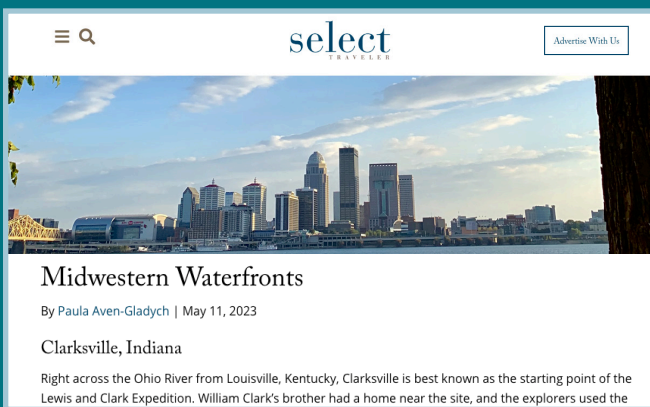 select
TRAVELER
Advertise With Us
Midwestern Waterfronts
By Paula Aven-Gladych | May 11, 2023
Clarksville, Indiana
Right across the Ohio River from Louisville, Kentucky, Clarksville is best known as the starting point of the
Lewis and Clark Expedition. William Clark’s brother had a home near the site, and the explorers used the